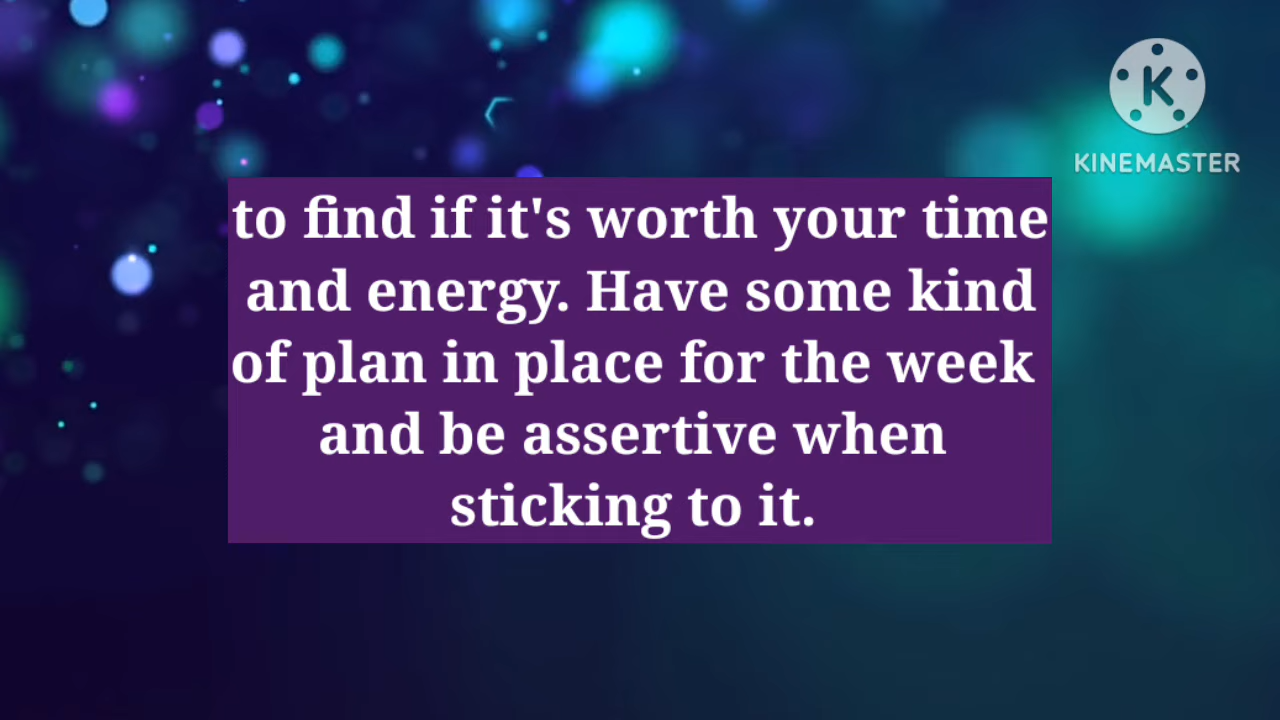 KINEMASTER
to find if it's worth your time
and energy. Have some kind
of plan in place for the week
and be assertive when
sticking to it.